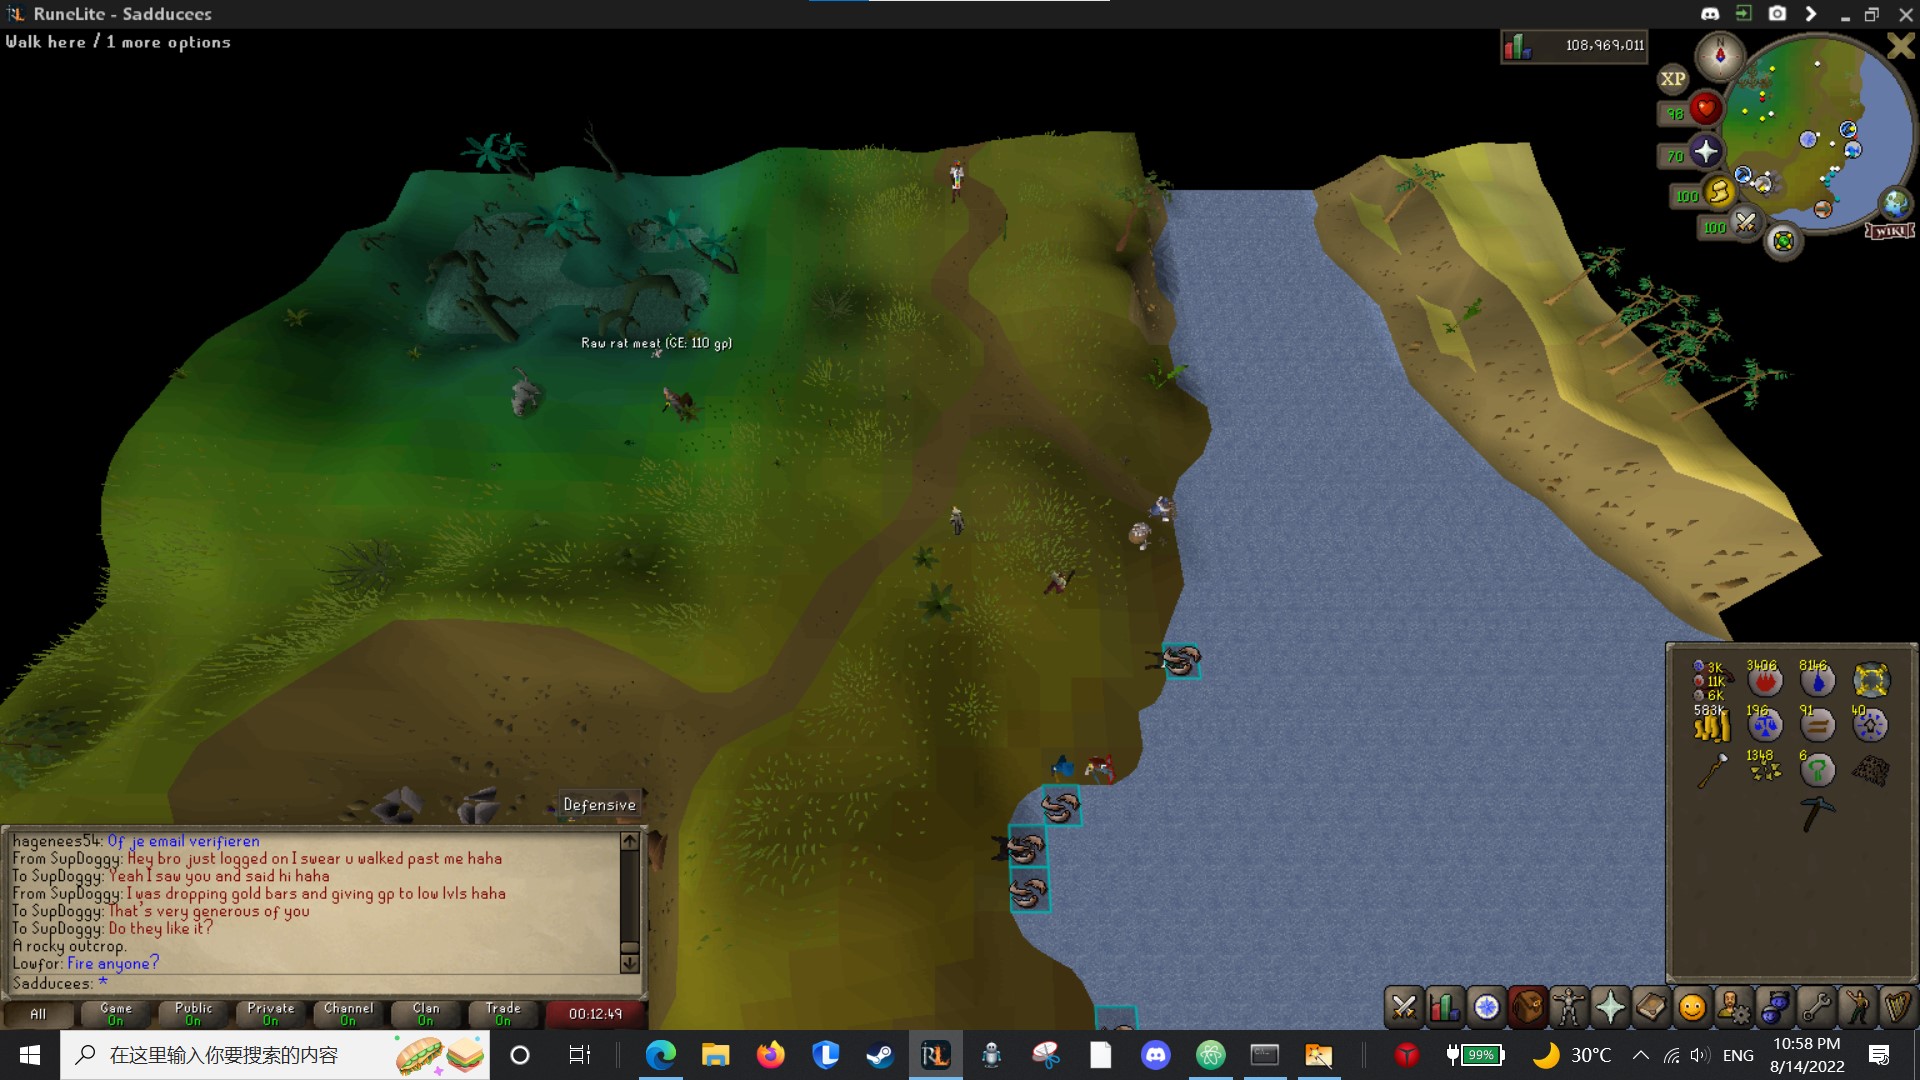 RuneLite - Sadducees
Walk here / 1 more options
108,969,011
N
XP
98
70
100
100
WIKI
Raw rat meat (GE: 110 gp)
3K
11K
6K
3406
8146
583K
196
91
40
1348
6
Defensive
hagenees54: Of je email verifieren
From SupDoggy: Hey bro just logged on I swear u walked past me haha
To SupDoggy: Yeah I saw you and said hi haha
From SupDoggy: I was dropping gold bars and giving gp to low lvls haha
To SupDoggy: That's very generous of you
To SupDoggy: Do they like it?
A rocky outcrop.
Lowfor: Fire anyone?
Sadducees: *
All
Game
On
Public
On
Private
On
Channel
On
Clan
On
Trade
On
00:12:49
在这里输入你要搜索的内容
RL
99%
30°C
ENG
10:58 PM
8/14/2022